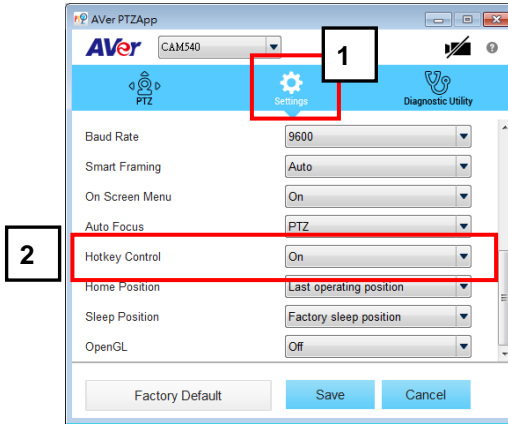 AVer PTZApp
AVer CAM540
1
PTZ Settings Diagnostic Utility
Baud Rate 9600
Smart Framing Auto
On Screen Menu On
Auto Focus PTZ
2
Hotkey Control On
Home Position Last operating position
Sleep Position Factory sleep position
OpenGL Off
Factory Default Save Cancel